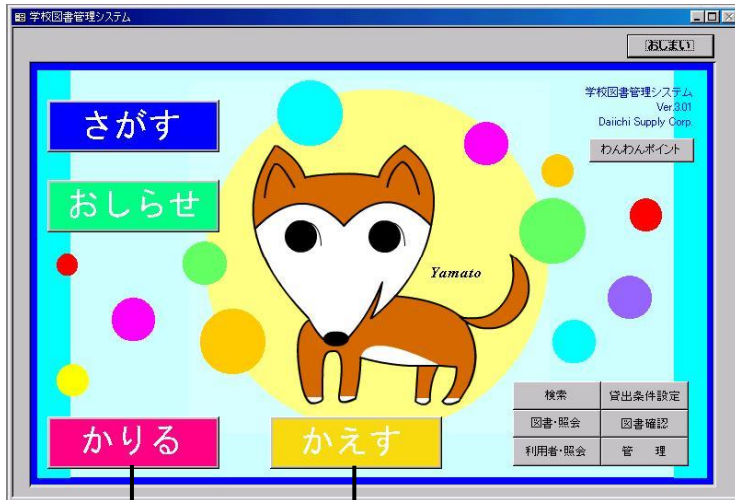 学校図書管理システム
おしまい
さがす
学校図書管理システム
Ver.3.01
Daiichi Supply Corp.
わんわんポイント
おしらせ
Yamato
検索
貸出条件設定
図書・照会
図書確認
利用者・照会
管 理
かりる
かえす